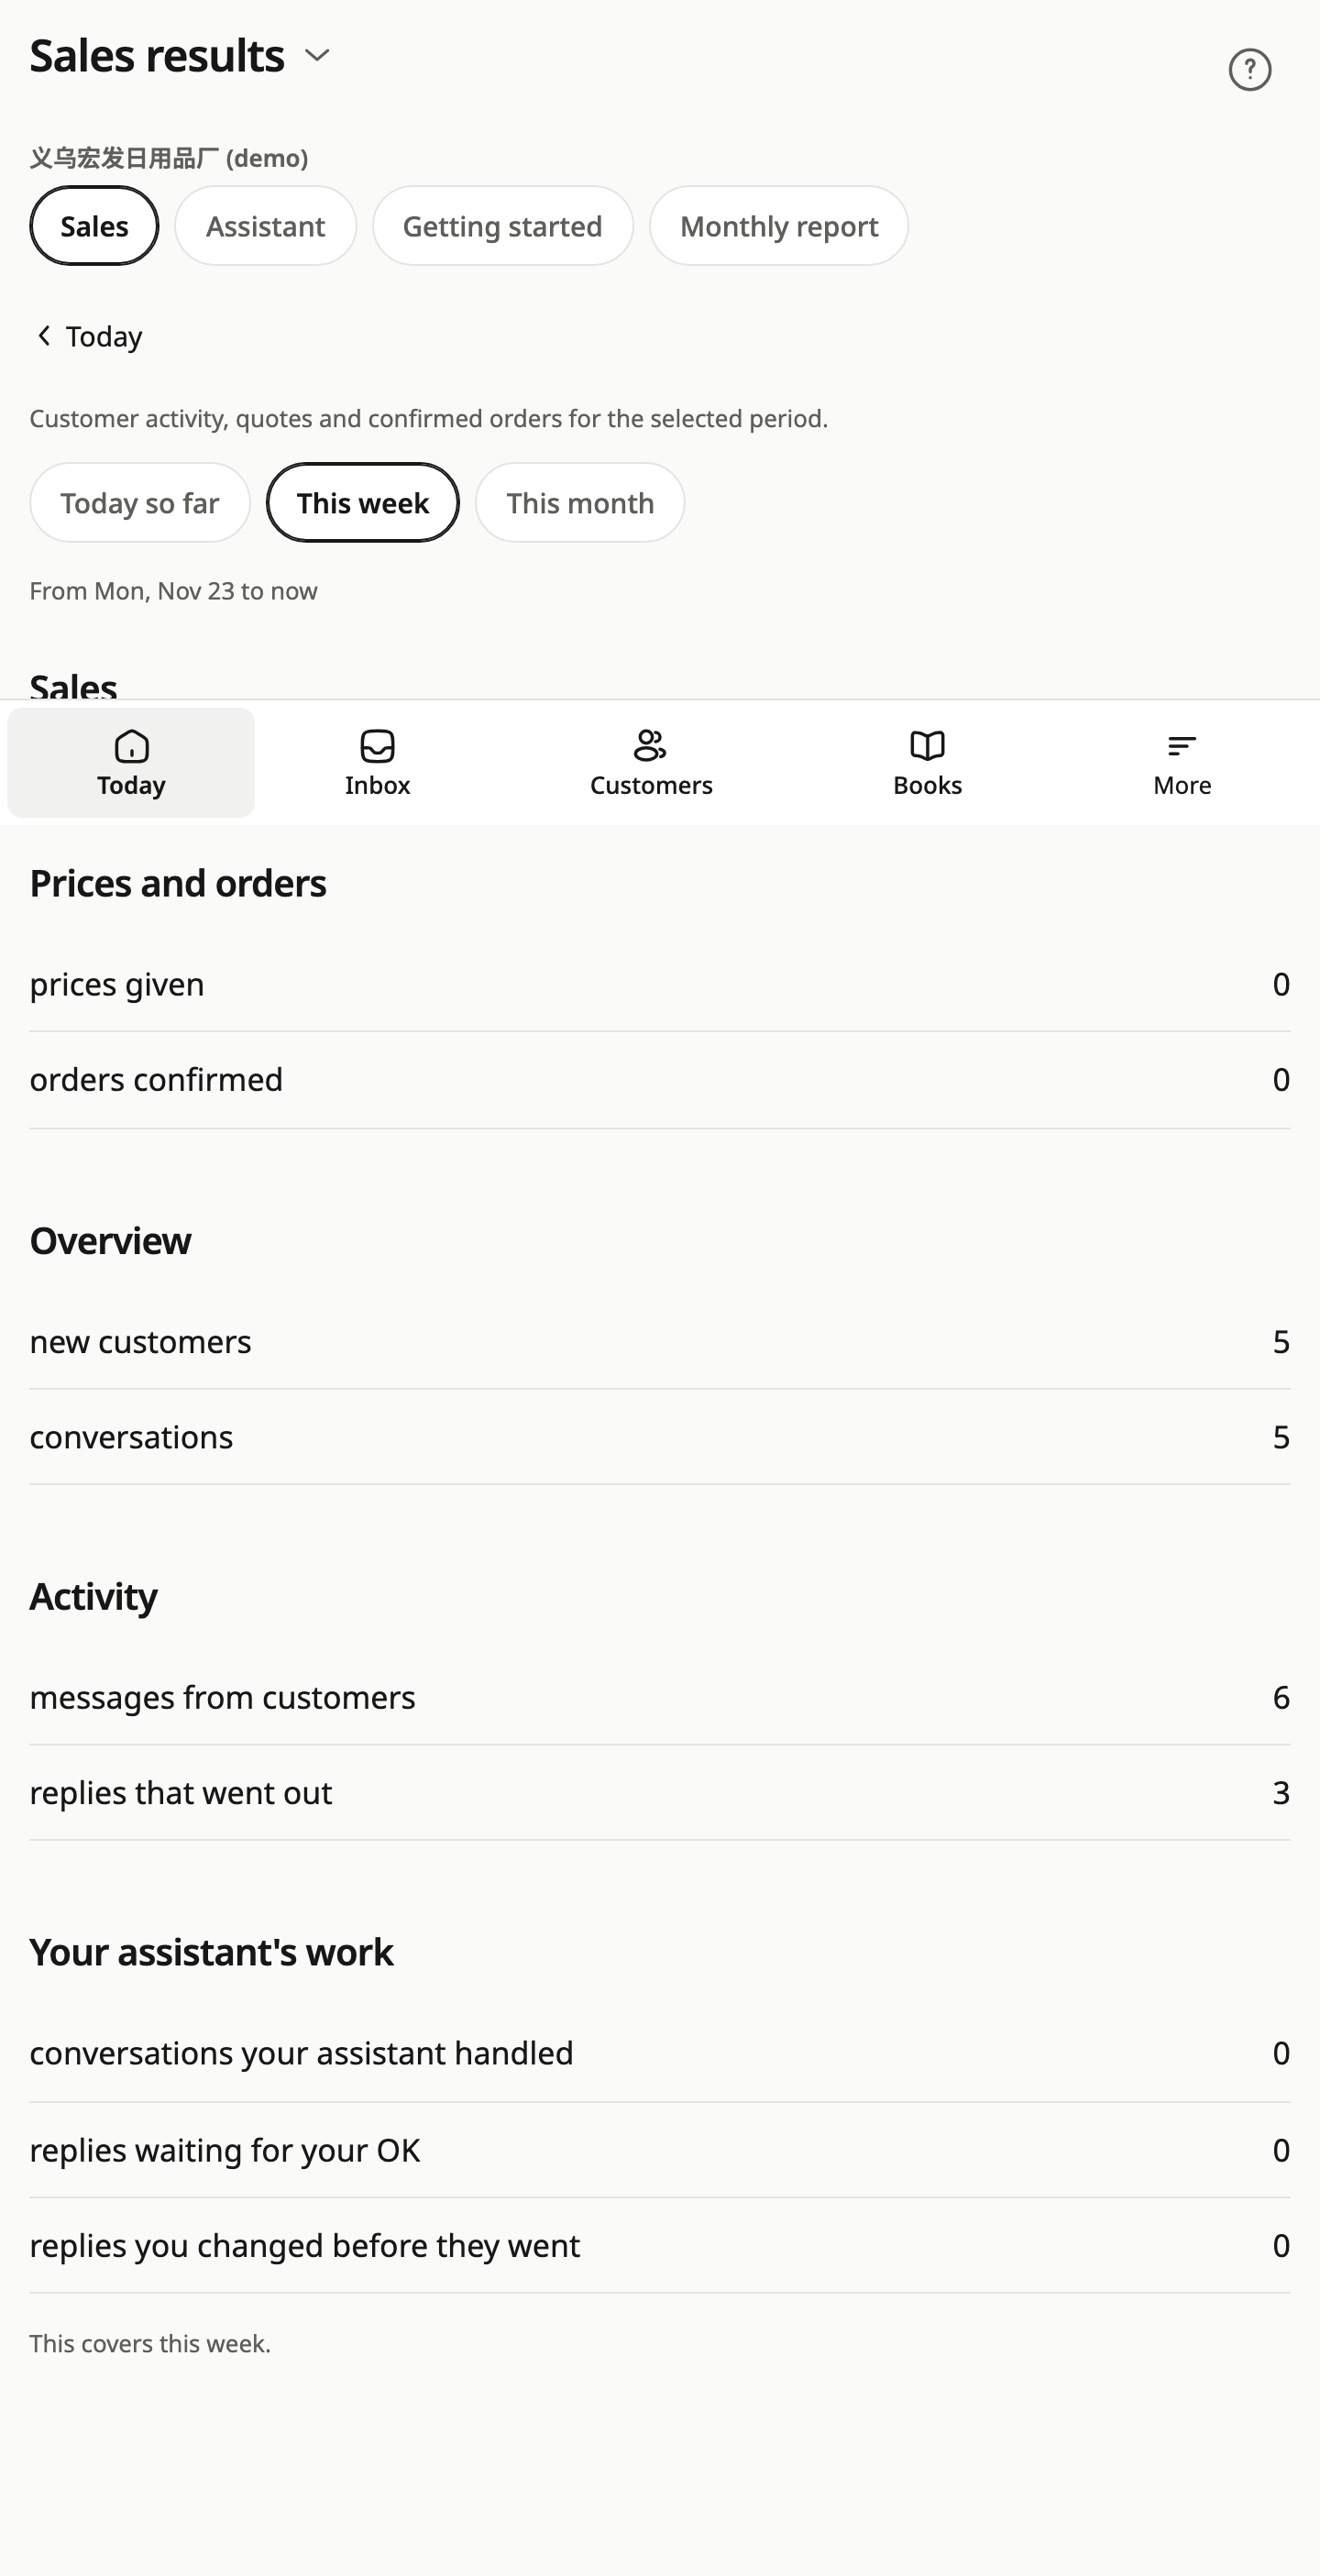 Sales results
义乌宏发日用品厂 (demo)
Sales
Assistant
Getting started
Monthly report
Today
Customer activity, quotes and confirmed orders for the selected period.
Today so far
This week
This month
From Mon, Nov 23 to now
Sales
Today
Inbox
Customers
Books
More
Prices and orders
prices given 0
orders confirmed 0
Overview
new customers 5
conversations 5
Activity
messages from customers 6
replies that went out 3
Your assistant's work
conversations your assistant handled 0
replies waiting for your OK 0
replies you changed before they went 0
This covers this week.